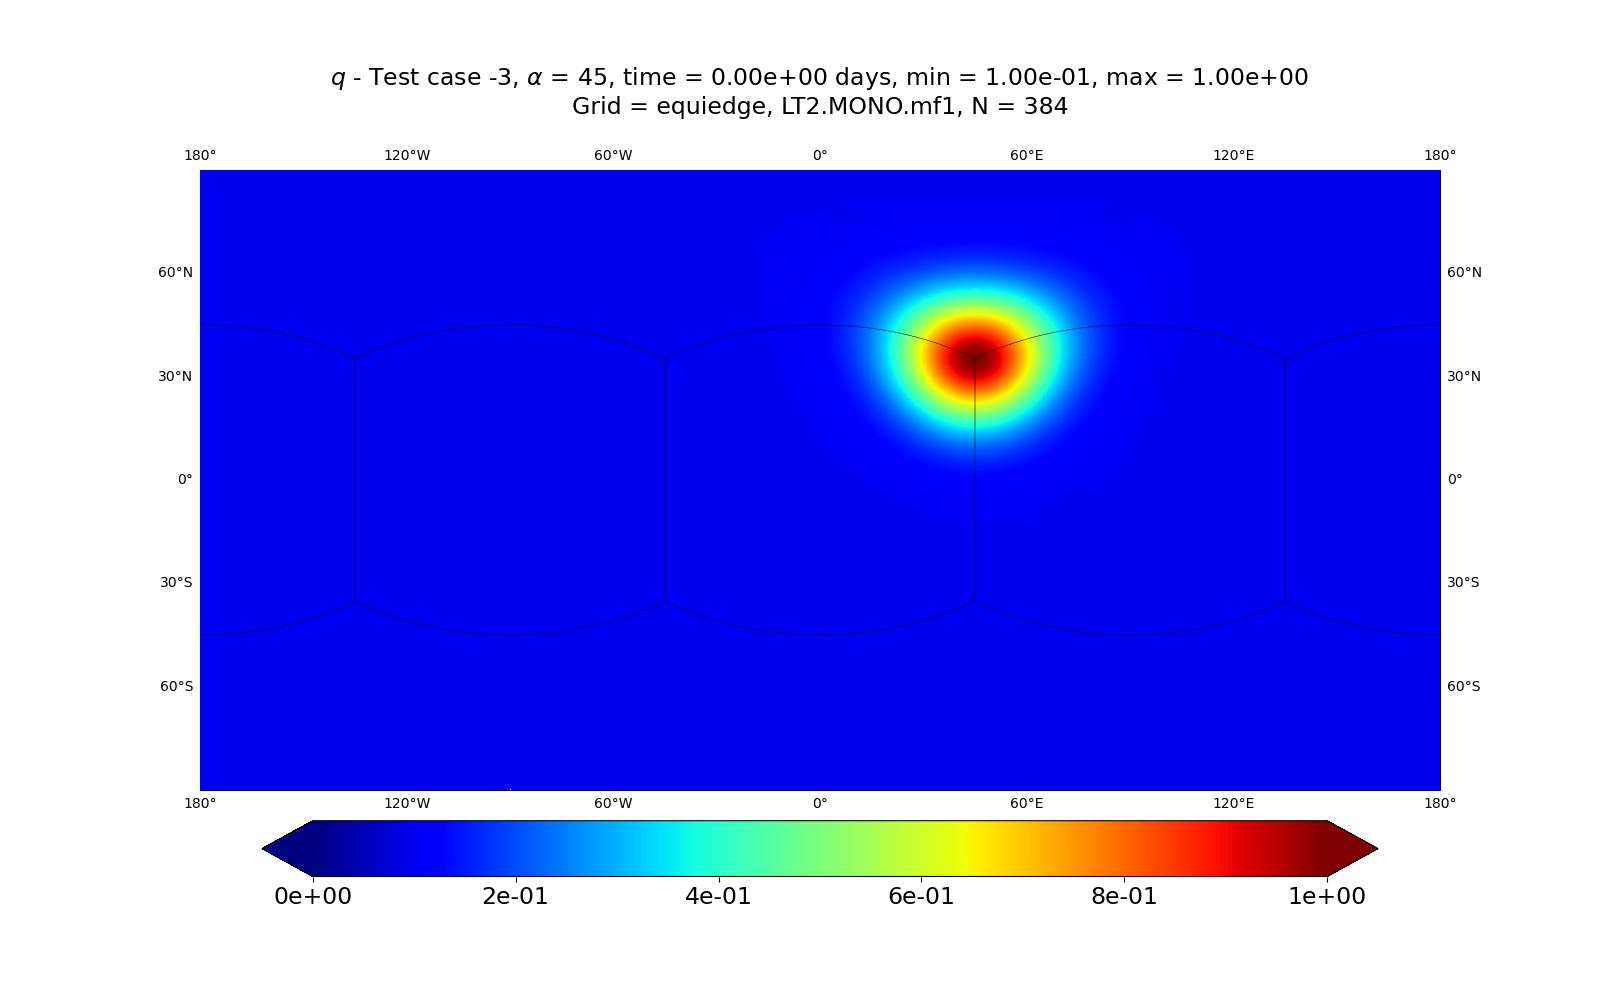 q - Test case -3, α = 45, time = 0.00e+00 days, min = 1.00e-01, max = 1.00e+00
Grid = equiedge, LT2.MONO.mf1, N = 384
180° 120°W 60°W 0° 60°E 120°E 180°
60°N 60°N
30°N 30°N
0° 0°
30°S 30°S
60°S 60°S
180° 120°W 60°W 0° 60°E 120°E 180°
0e+00 2e-01 4e-01 6e-01 8e-01 1e+00